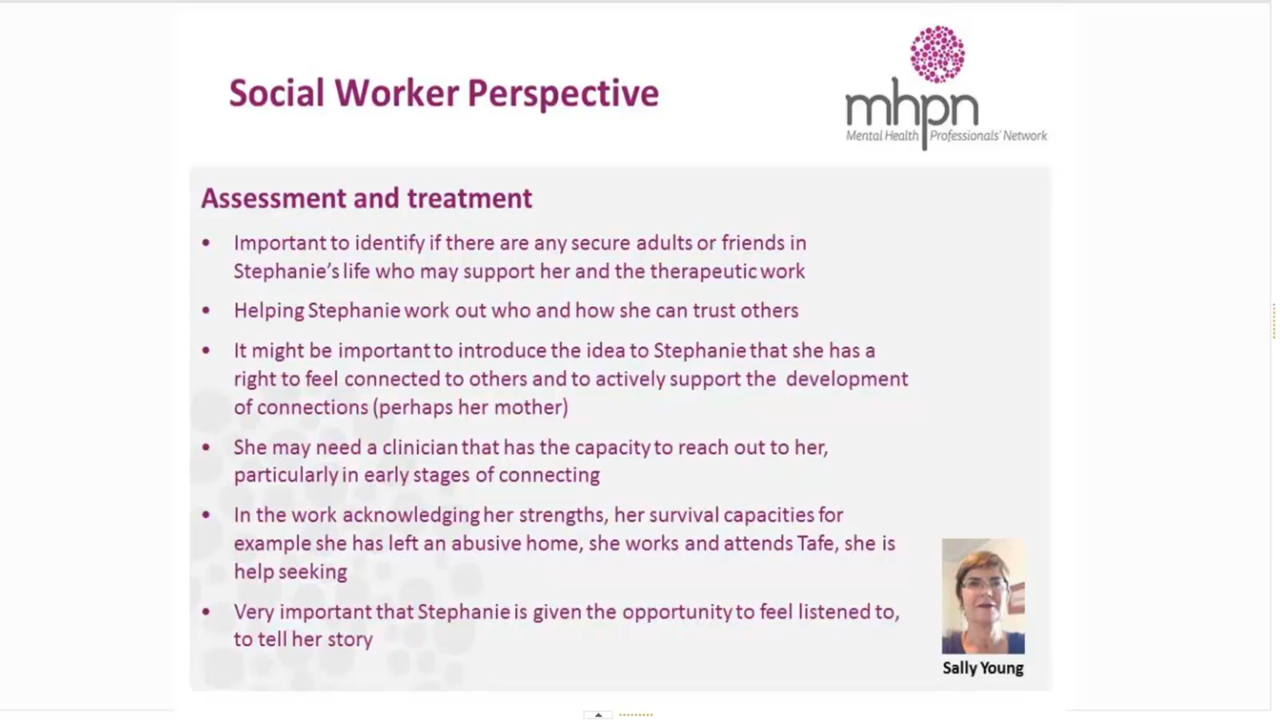 Social Worker Perspective
mhpn
Mental Health Professionals' Network
Assessment and treatment
• Important to identify if there are any secure adults or friends in
Stephanie's life who may support her and the therapeutic work
• Helping Stephanie work out who and how she can trust others
• It might be important to introduce the idea to Stephanie that she has a
right to feel connected to others and to actively support the development
of connections (perhaps her mother)
• She may need a clinician that has the capacity to reach out to her,
particularly in early stages of connecting
• In the work acknowledging her strengths, her survival capacities for
example she has left an abusive home, she works and attends Tafe, she is
help seeking
• Very important that Stephanie is given the opportunity to feel listened to,
to tell her story
Sally Young